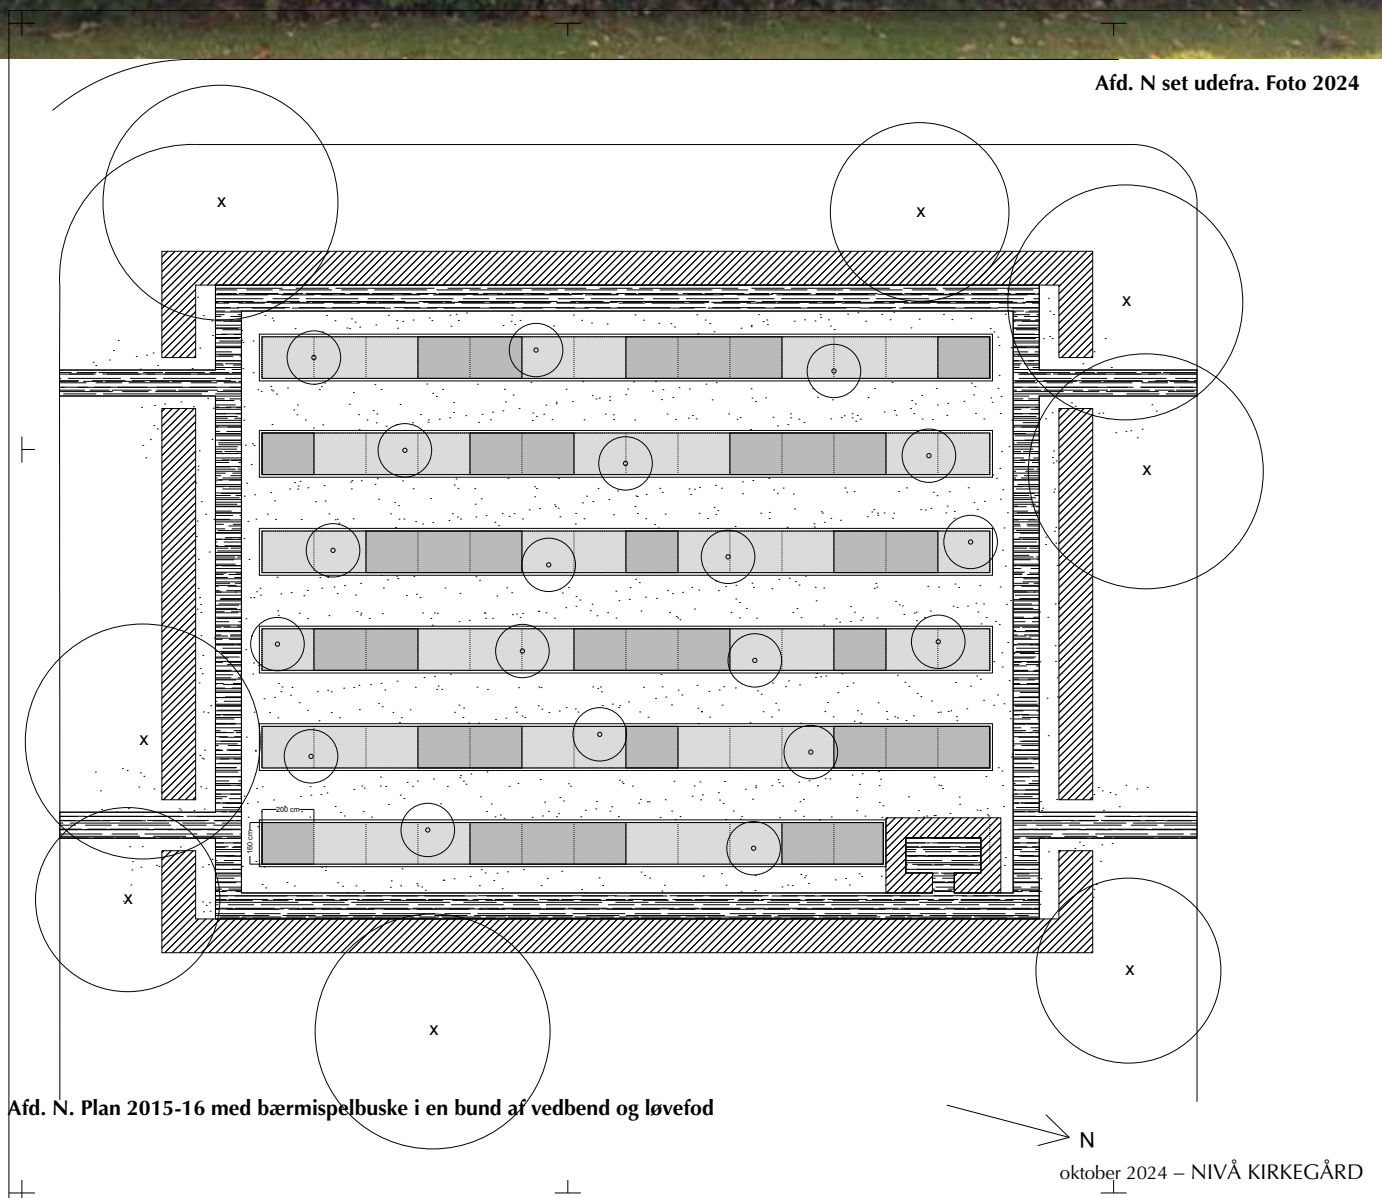 Afd. N set udefra. Foto 2024
x
x
x
x
200 cm
160 cm
x
x
x
x
Afd. N. Plan 2015-16 med bærmispelbuske i en bund af vedbend og løvefod
N
oktober 2024 – NIVÅ KIRKEGÅRD